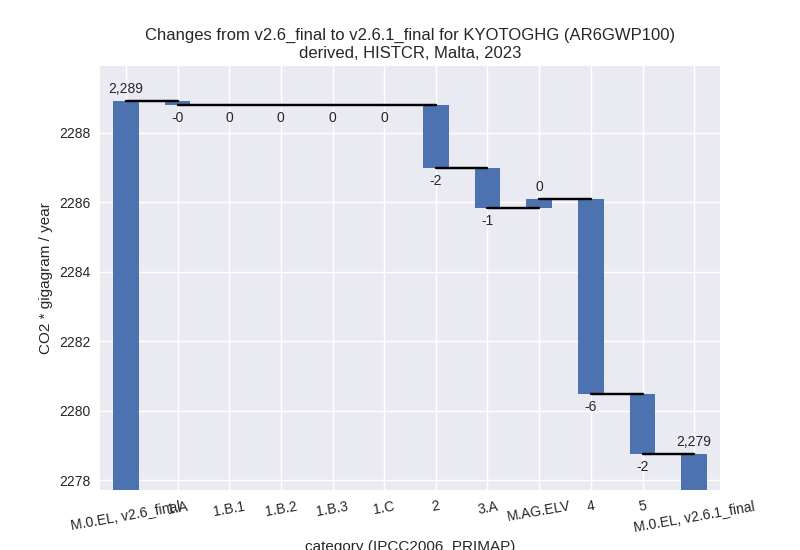 Changes from v2.6_final to v2.6.1_final for KYOTOGHG (AR6GWP100)
derived, HISTCR, Malta, 2023
CO2 * gigagram / year
2288
2286
2284
2282
2280
2278
2,289
-0
0
0
0
0
-2
-1
0
-6
-2
2,279
M.0.EL, v2.6_final
1.A
1.B.1
1.B.2
1.B.3
1.C
2
3.A
M.AG.ELV
4
5
M.0.EL, v2.6.1_final
category (IPCC2006_PRIMAP)